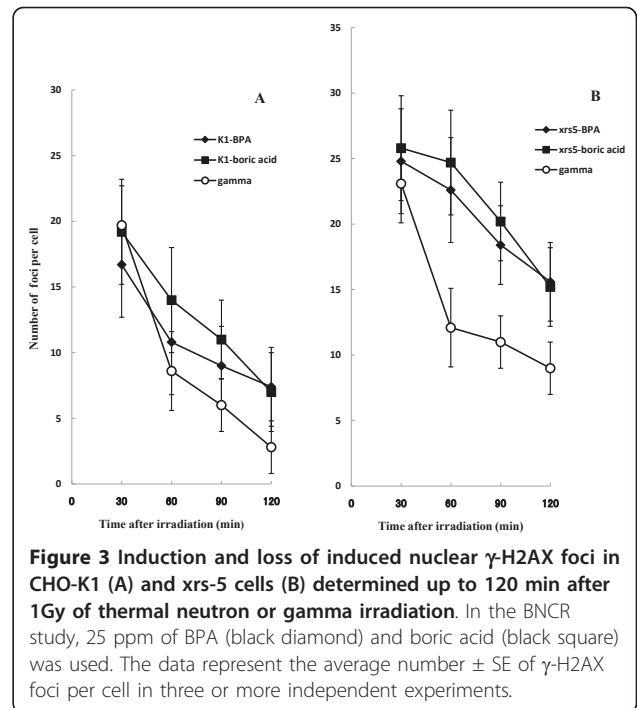 A
K1-BPA
K1-boric acid
gamma
30
25
20
15
10
5
0
Number of foci per cell
0 30 60 90 120
Time after irradiation (min)
B
xrs5-BPA
xrs5-boric acid
gamma
35
30
25
20
15
10
5
0
0 30 60 90 120
Time after irradiation (min)
Figure 3 Induction and loss of induced nuclear γ-H2AX foci in
CHO-K1 (A) and xrs-5 cells (B) determined up to 120 min after
1Gy of thermal neutron or gamma irradiation. In the BNCR
study, 25 ppm of BPA (black diamond) and boric acid (black square)
was used. The data represent the average number ± SE of γ-H2AX
foci per cell in three or more independent experiments.